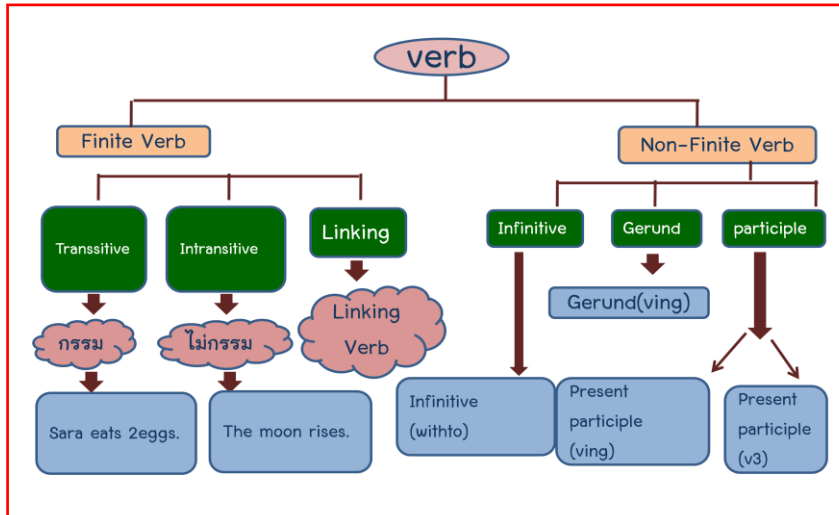 verb
Finite Verb
Non-Finite Verb
Transsitive
Intransitive
Linking
Infinitive
Gerund
participle
กรรม
ไม่กรรม
Linking
Verb
Gerund(ving)
Sara eats 2eggs.
The moon rises.
Infinitive
(withto)
Present
participle
(ving)
Present
participle
(v3)